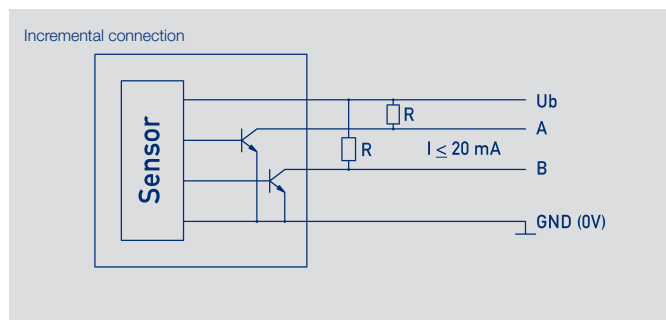 Incremental connection
Sensor
Ub
R
A
R
I ≤ 20 mA
B
GND (0V)